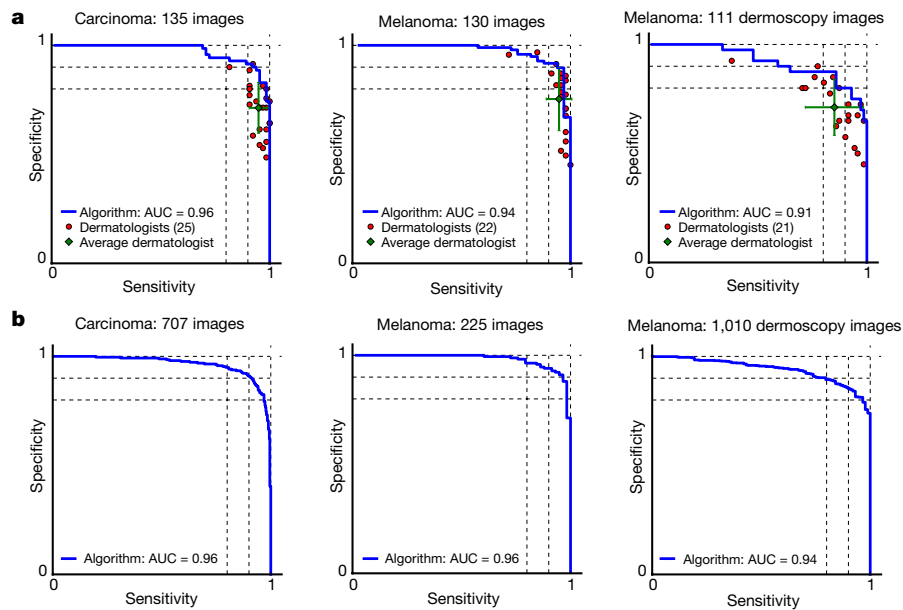 a
Carcinoma: 135 images
1
Specificity
0
Algorithm: AUC = 0.96
Dermatologists (25)
Average dermatologist
0
1
Sensitivity
Melanoma: 130 images
1
Specificity
0
Algorithm: AUC = 0.94
Dermatologists (22)
Average dermatologist
0
1
Sensitivity
Melanoma: 111 dermoscopy images
1
Specificity
0
Algorithm: AUC = 0.91
Dermatologists (21)
Average dermatologist
0
1
Sensitivity
b
Carcinoma: 707 images
1
Specificity
0
Algorithm: AUC = 0.96
0
1
Sensitivity
Melanoma: 225 images
1
Specificity
0
Algorithm: AUC = 0.96
0
1
Sensitivity
Melanoma: 1,010 dermoscopy images
1
Specificity
0
Algorithm: AUC = 0.94
0
1
Sensitivity